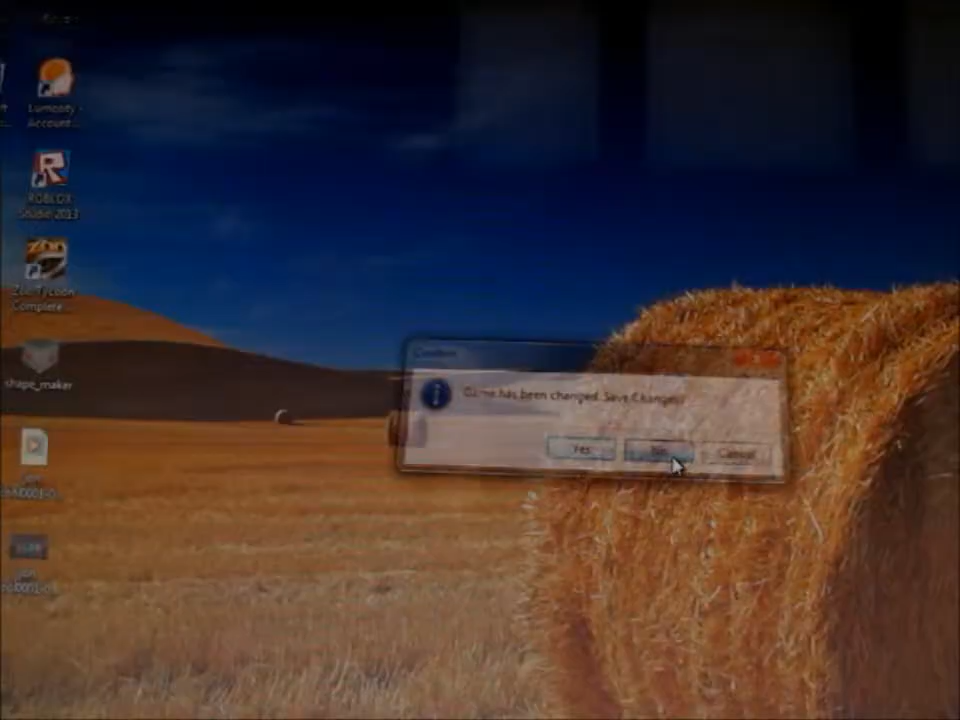 Lumosity -
Account...
ROBLOX
Studio 2013
Zoo Tycoon
Complete...
shape_maker
Confirm
Game has been changed. Save Changes?
Yes
No
Cancel